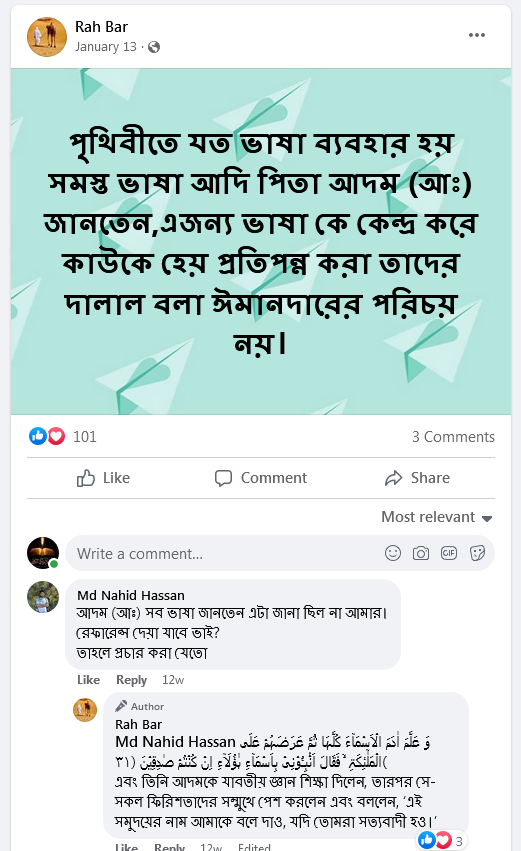 Rah Bar
January 13 ·
পৃথিবীতে যত ভাষা ব্যবহার হয়
সমস্ত ভাষা আদি পিতা আদম (আঃ)
জানতেন,এজন্য ভাষা কে কেন্দ্র করে
কাউকে হেয় প্রতিপন্ন করা তাদের
দালাল বলা ঈমানদারের পরিচয়
নয়।
101
3 Comments
Like
Comment
Share
Most relevant
Write a comment...
GIF
Md Nahid Hassan
আদম (আঃ) সব ভাষা জানতেন এটা জানা ছিল না আমার।
রেফারেন্স দেয়া যাবে ভাই?
তাহলে প্রচার করা যেতো
Like Reply 12w
Author
Rah Bar
Md Nahid Hassan وَ عَلَّمَ اٰدَمَ الۡاَسۡمَآءَ کُلَّہَا ثُمَّ عَرَضَہُمۡ عَلَی
الۡمَلٰٓئِکَۃِ ۙ فَقَالَ اَنۡۢبِـُٔوۡنِیۡ بِاَسۡمَآءِ ہٰۤؤُلَآءِ اِنۡ کُنۡتُمۡ صٰدِقِیۡنَ ﴿۳۱)
এবং তিনি আদমকে যাবতীয় জ্ঞান শিক্ষা দিলেন, তারপর সে-
সকল ফিরিশতাদের সম্মুখে পেশ করলেন এবং বললেন, ‘এই
সমুদয়ের নাম আমাকে বলে দাও, যদি তোমরা সত্যবাদী হও।’
3
Like Reply 12w Edited